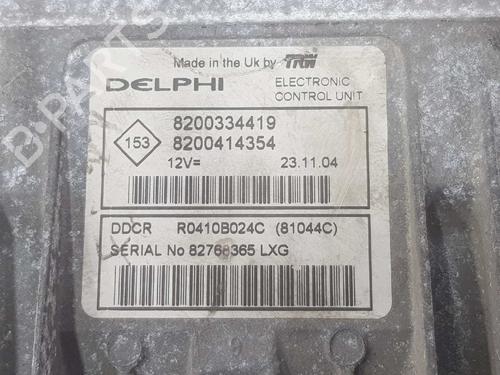 Made in the Uk by TRW
DELPHI
ELECTRONIC
CONTROL UNIT
153
8200334419
8200414354
12V=
23.11.04
DDCR R0410B024C (81044C)
SERIAL No 82768365 LXG
B-PARTS